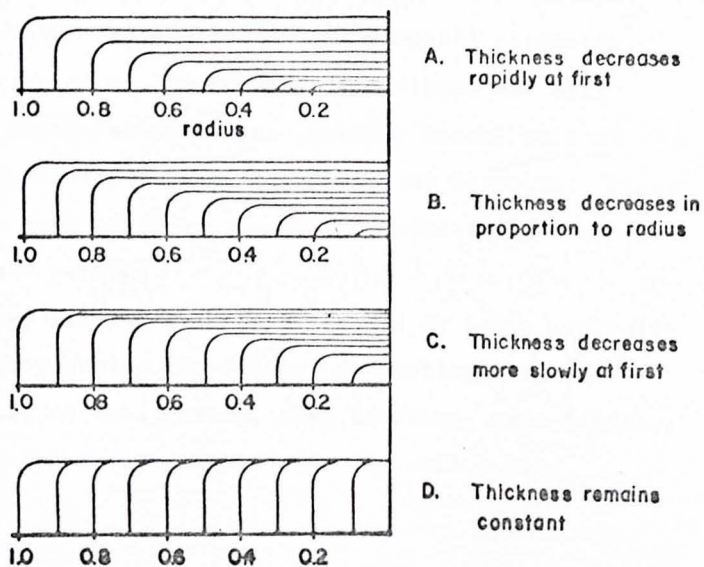 1.0 0.8 0.6 0.4 0.2
radius
A. Thickness decreases
rapidly at first
1.0 0.8 0.6 0.4 0.2
B. Thickness decreases in
proportion to radius
1.0 0.8 0.6 0.4 0.2
C. Thickness decreases
more slowly at first
1.0 0.8 0.6 0.4 0.2
D. Thickness remains
constant